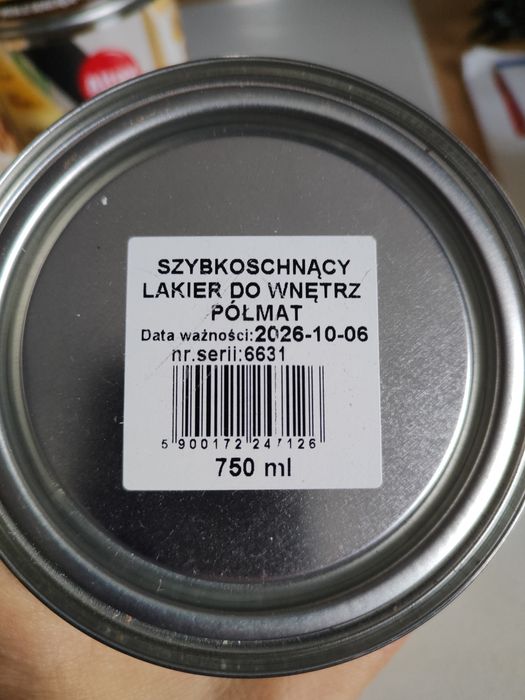 SZYBKOSCHNĄCY
LAKIER DO WNĘTRZ
PÓŁMAT
Data ważności:2026-10-06
nr.serii:6631
5 900172 247126
750 ml